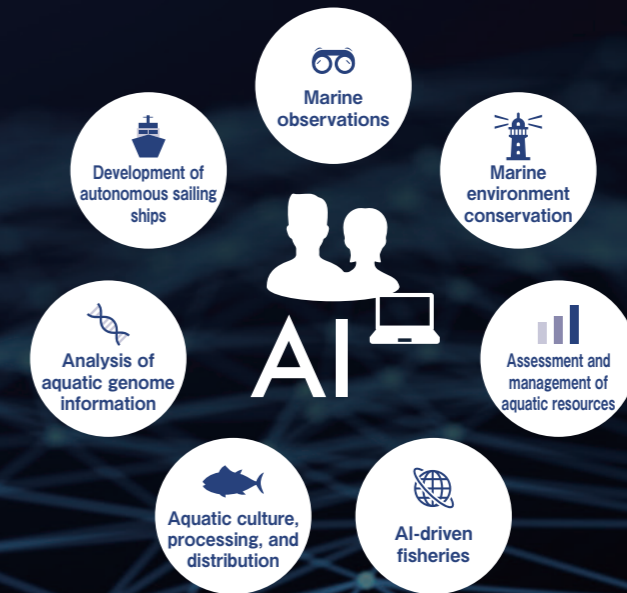 Marine
observations
Development of
autonomous sailing
ships
Marine
environment
conservation
AI
Analysis of
aquatic genome
information
Assessment and
management of
aquatic resources
Aquatic culture,
processing, and
distribution
AI-driven
fisheries